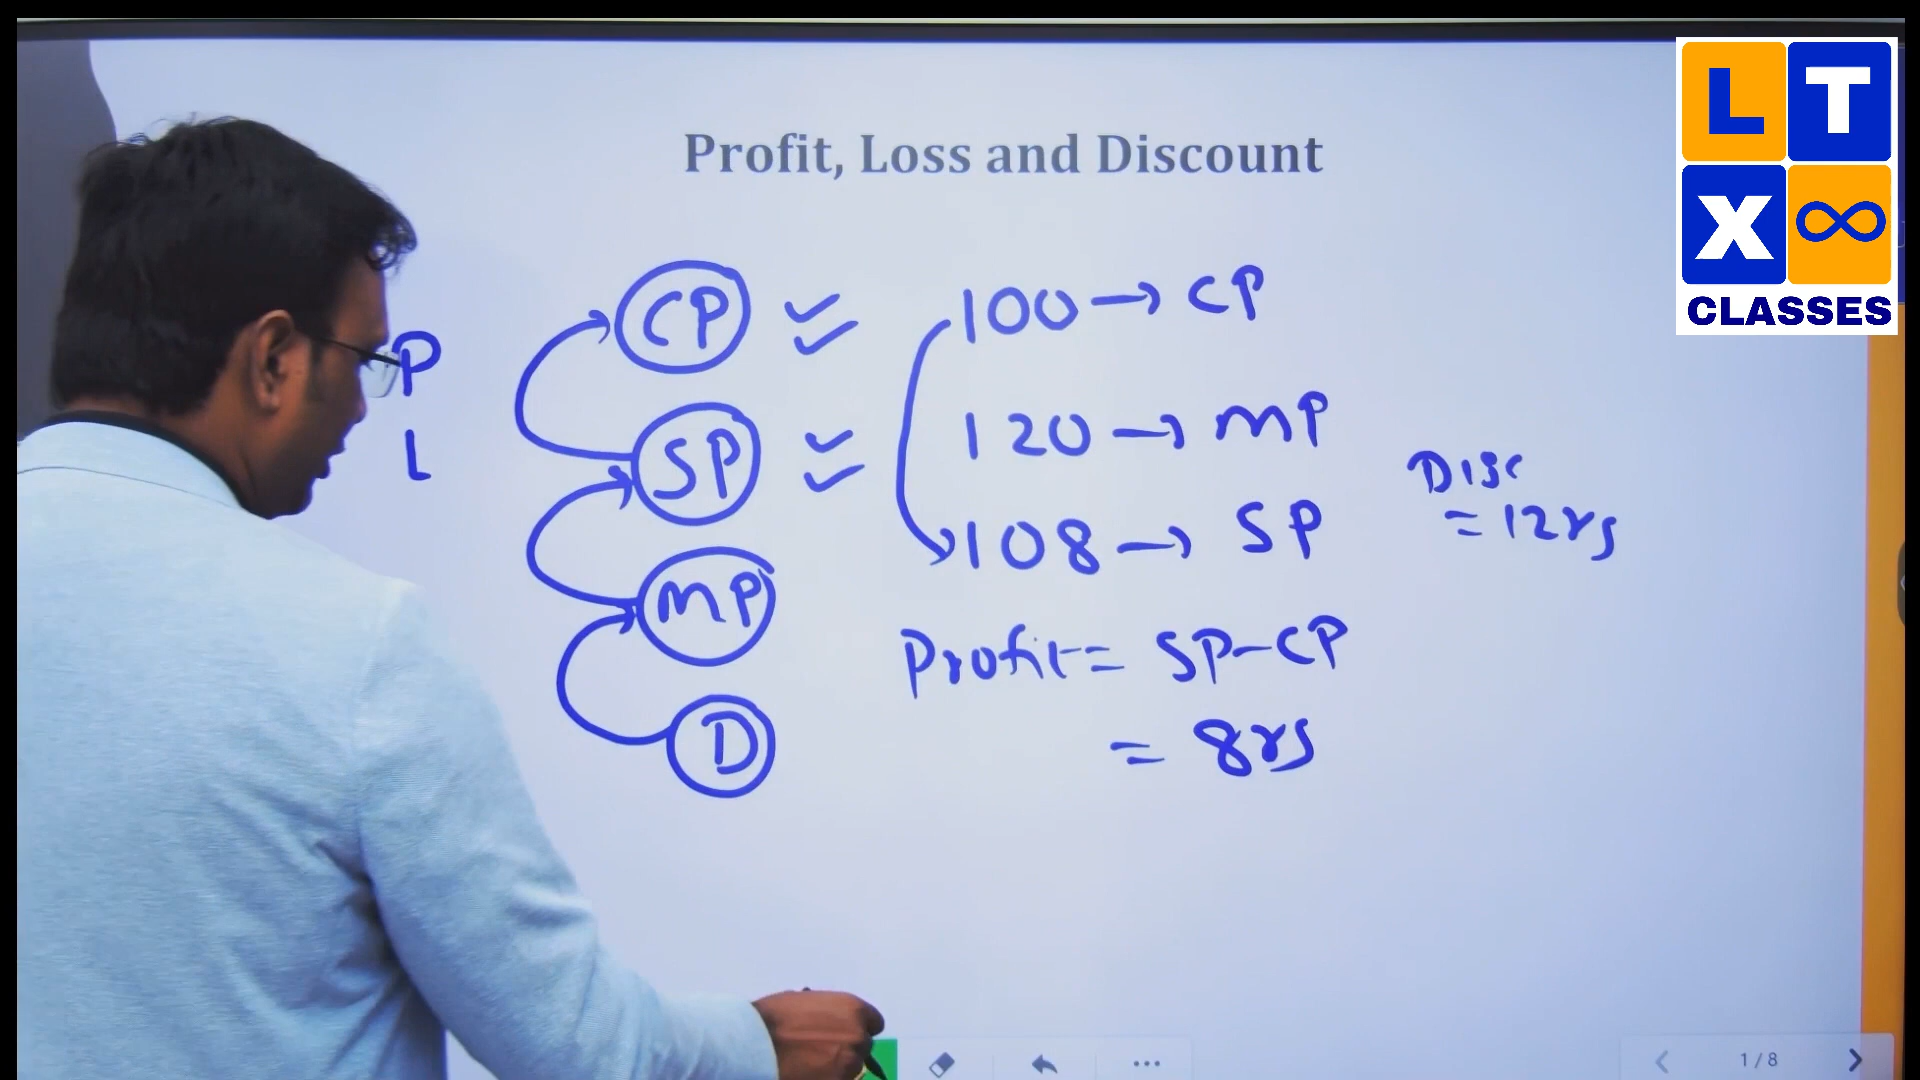 Profit, Loss and Discount
L T
X ∞
CLASSES
P
L
CP
SP
MP
D
100 → CP
120 → MP
108 → SP
Disc
= 12rs
Profit = SP-CP
= 8rs
1 / 8